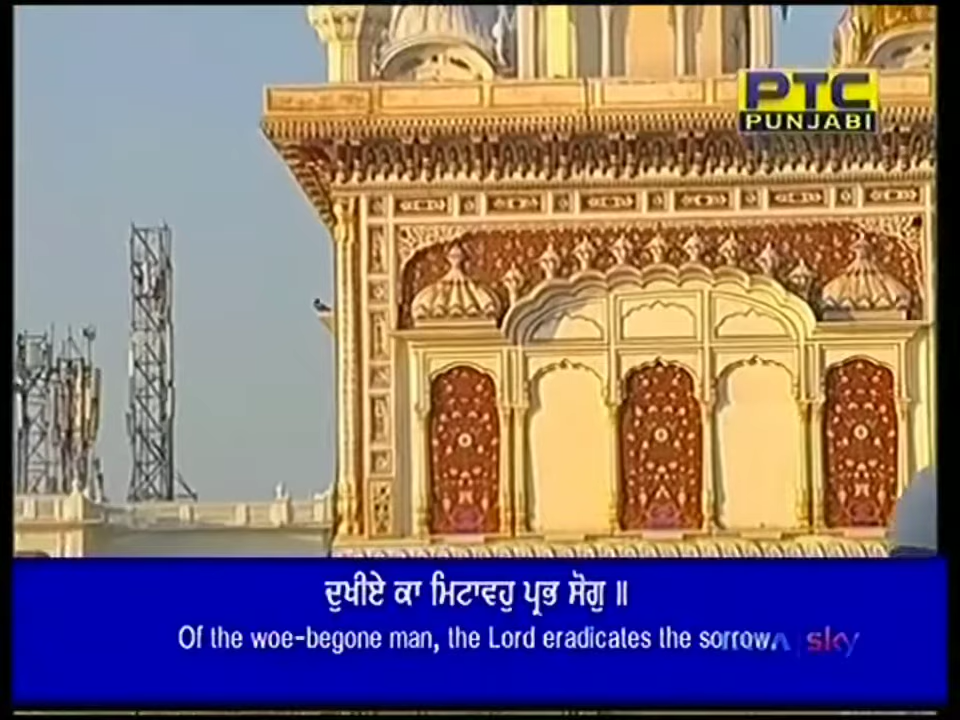 PTC
PUNJABI
ਦੁਖੀਏ ਕਾ ਮਿਟਾਵਹੁ ਪ੍ਰਭ ਸੋਗੁ ॥
Of the woe-begone man, the Lord eradicates the sorrow.
sky